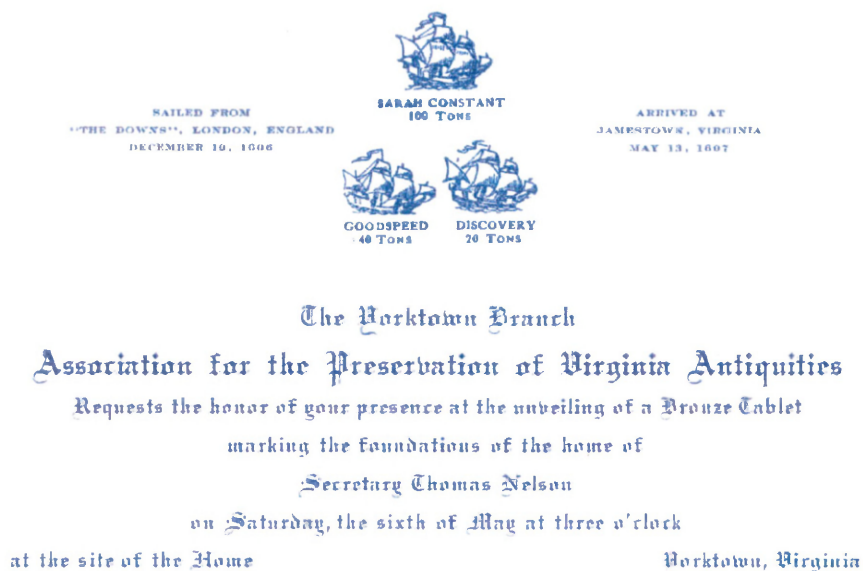 SARAH CONSTANT
100 TONS
SAILED FROM
"THE DOWNS", LONDON, ENGLAND
DECEMBER 19, 1606
ARRIVED AT
JAMESTOWN, VIRGINIA
MAY 13, 1607
GOODSPEED
40 TONS
DISCOVERY
20 TONS
The Yorktown Branch
Association for the Preservation of Virginia Antiquities
Requests the honor of your presence at the unveiling of a Bronze Tablet
marking the foundations of the home of
Secretary Thomas Nelson
on Saturday, the sixth of May at three o'clock
at the site of the Home
Yorktown, Virginia